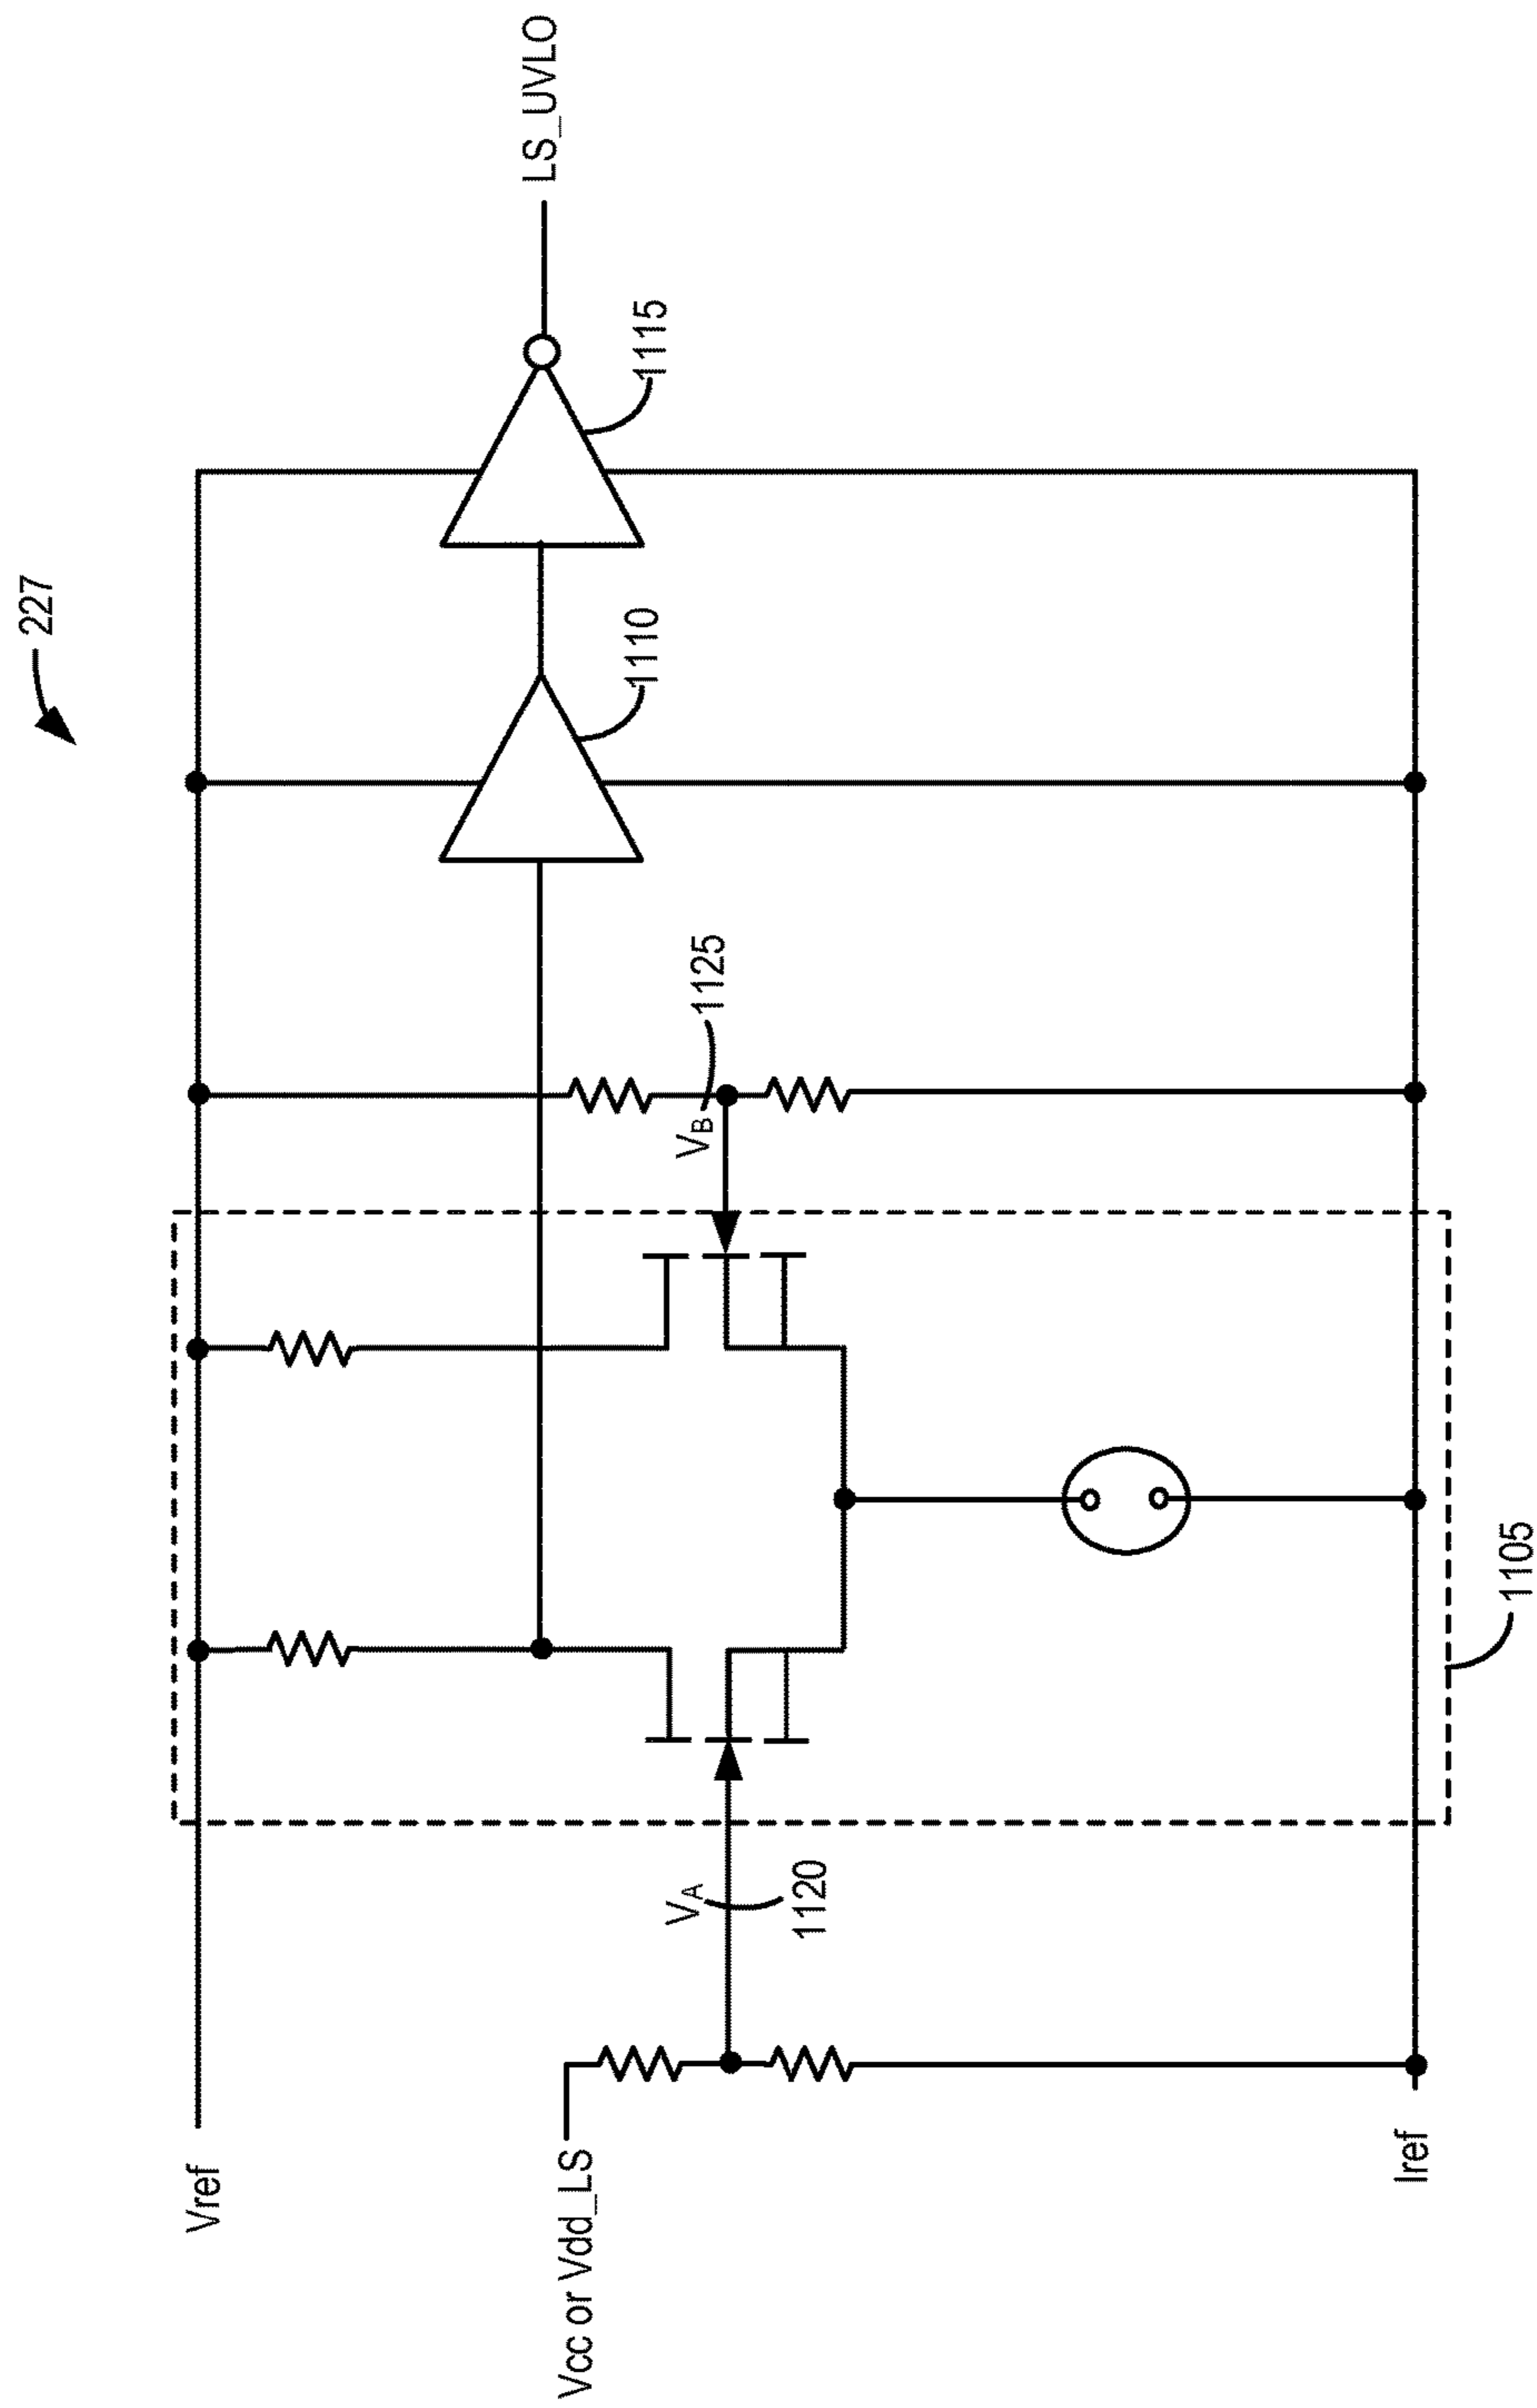 227
Vref
LS_UVLO
1115
1110
1125
VB
VA
1120
Vcc or Vdd_LS
Iref
1105